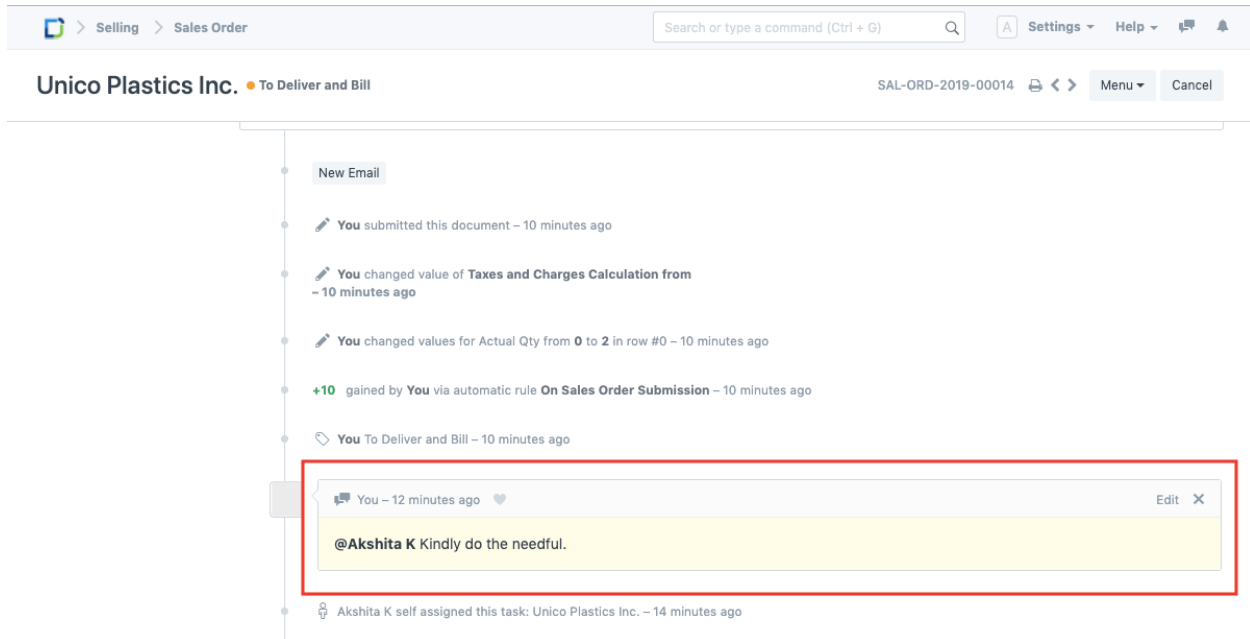 Selling
Sales Order
Search or type a command (Ctrl + G)
A
Settings
Help
Unico Plastics Inc.
To Deliver and Bill
SAL-ORD-2019-00014
Menu
Cancel
New Email
You submitted this document – 10 minutes ago
You changed value of Taxes and Charges Calculation from
– 10 minutes ago
You changed values for Actual Qty from 0 to 2 in row #0 – 10 minutes ago
+10 gained by You via automatic rule On Sales Order Submission – 10 minutes ago
You To Deliver and Bill – 10 minutes ago
You – 12 minutes ago
Edit
@Akshita K Kindly do the needful.
Akshita K self assigned this task: Unico Plastics Inc. – 14 minutes ago